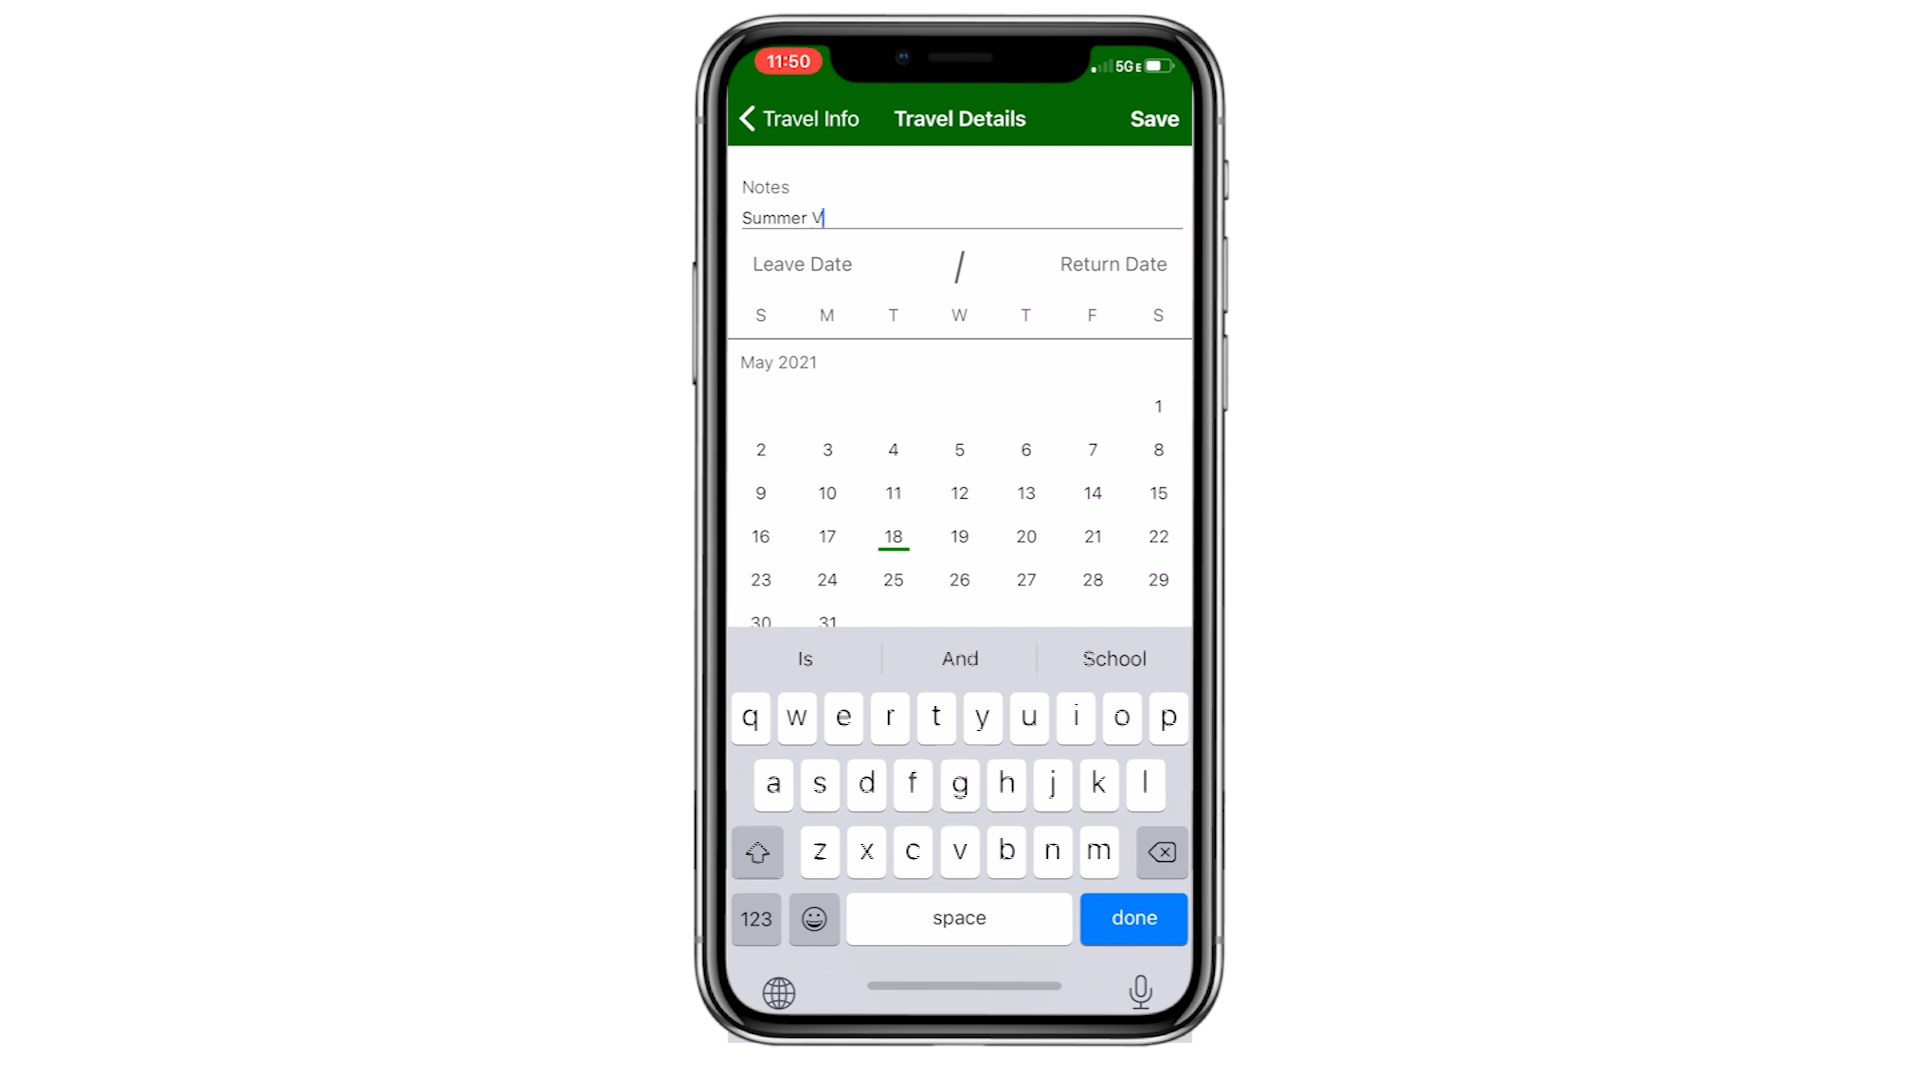 11:50
5GE
Travel Info Travel Details Save
Notes
Summer V
Leave Date / Return Date
S M T W T F S
May 2021
1
2 3 4 5 6 7 8
9 10 11 12 13 14 15
16 17 18 19 20 21 22
23 24 25 26 27 28 29
30 31
Is And School
q w e r t y u i o p
a s d f g h j k l
z x c v b n m
123 space done